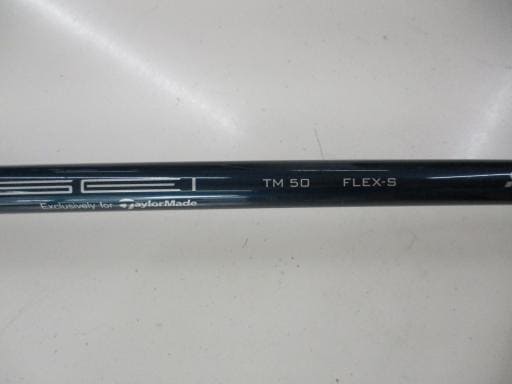 TM 50 FLEX-S
Exclusively for TaylorMade